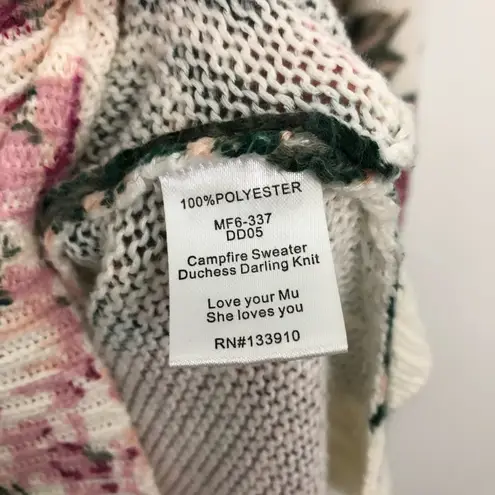 100%POLYESTER
MF6-337
DD05
Campfire Sweater
Duchess Darling Knit
Love your Mu
She loves you
RN#133910